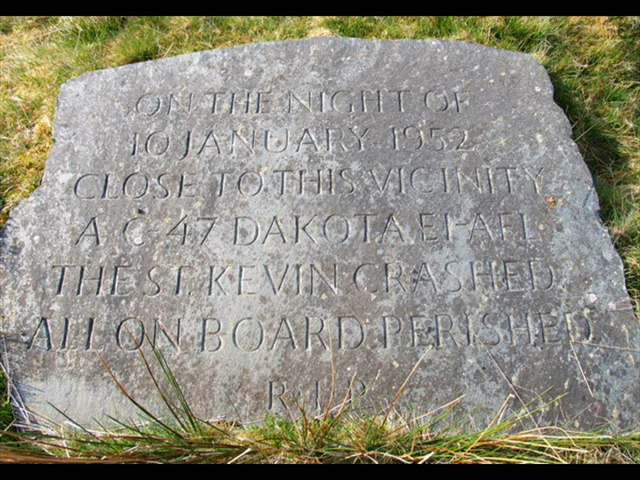 ON THE NIGHT OF
10 JANUARY 1952
CLOSE TO THIS VICINITY
A C-47 DAKOTA EI-AFL
THE ST. KEVIN CRASHED
ALL ON BOARD PERISHED
R.I.P